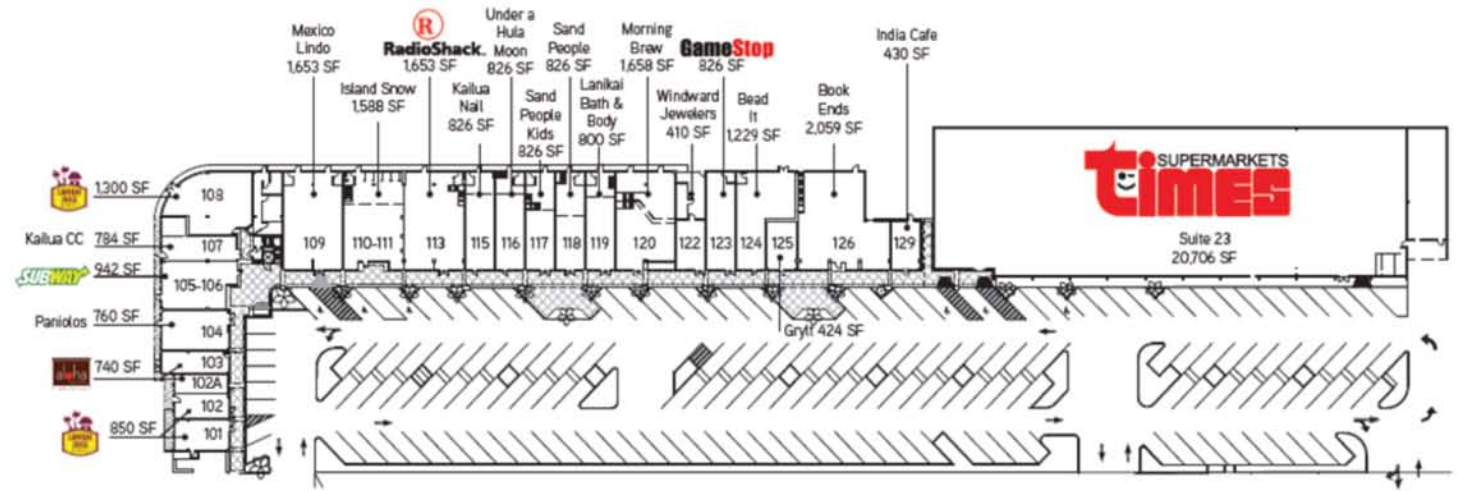 Mexico
Lindo
1,653 SF
Island Snow
1,588 SF
R
RadioShack.
1,653 SF
Kailua
Nail
826 SF
Under a
Hula
Moon
826 SF
Sand
People
Kids
826 SF
Sand
People
826 SF
Lanikai
Bath &
Body
800 SF
Morning
Brew
1,658 SF
Windward
Jewelers
410 SF
GameStop
826 SF
Bead
It
1,229 SF
Book
Ends
2,059 SF
India Cafe
430 SF
TIMES
SUPERMARKETS
Suite 23
20,706 SF
1,300 SF
108
Kailua CC 784 SF
107
SUBWAY 942 SF
105-106
Paniolos 760 SF
104
103
740 SF
102A
102
850 SF
101
109
110-111
113
115
116
117
118
119
120
122
123
124
125
126
129
424 SF